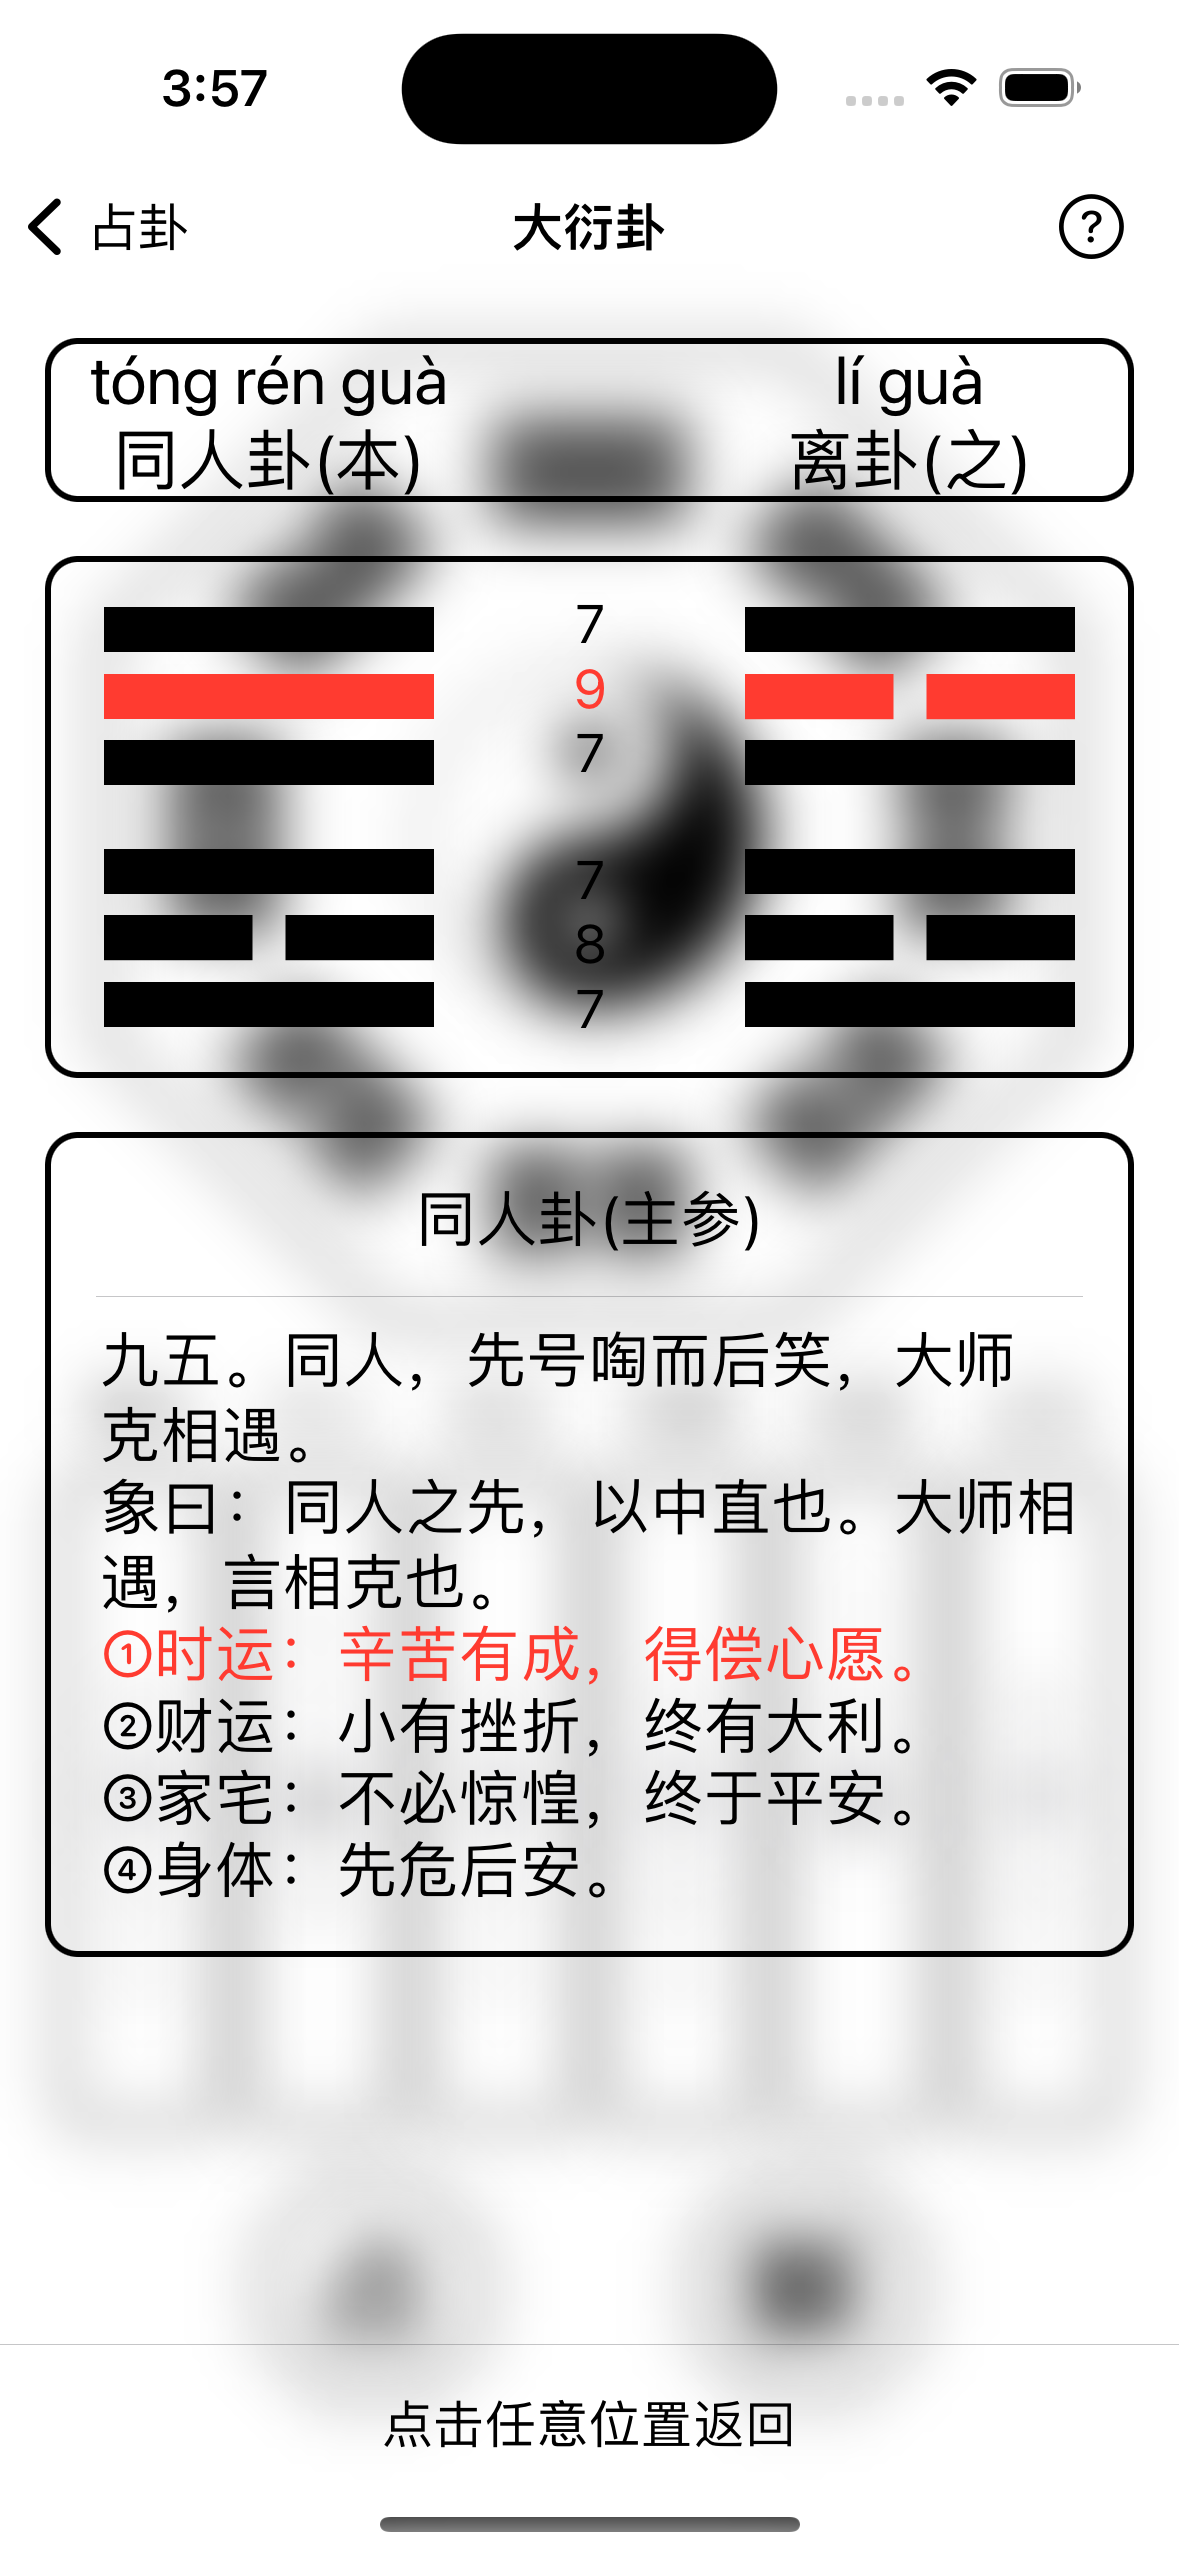 3:57
占卦
大衍卦
?
tóng rén guà
lí guà
同人卦(本)
离卦(之)
7
9
7
7
8
7
同人卦(主参)
九五。同人，先号啕而后笑，大师
克相遇。
象曰：同人之先，以中直也。大师相
遇，言相克也。
①时运：辛苦有成，得偿心愿。
②财运：小有挫折，终有大利。
③家宅：不必惊惶，终于平安。
④身体：先危后安。
点击任意位置返回